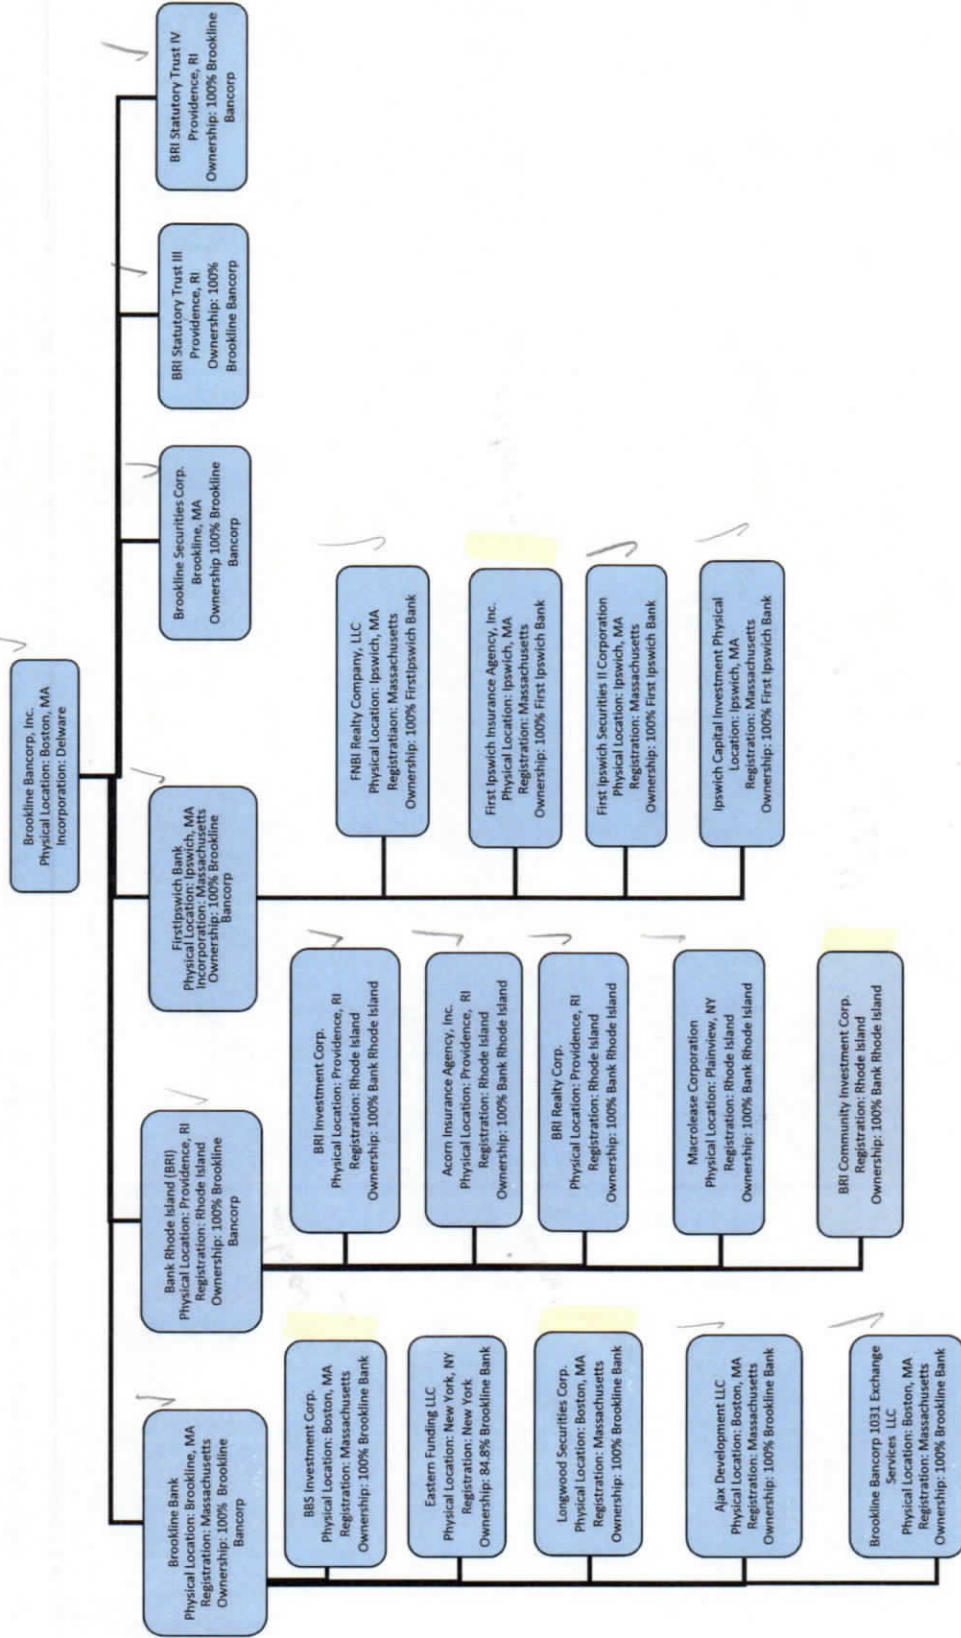 Brookline Bancorp, Inc.
Physical Location: Boston, MA
Incorporation: Delware
Brookline Bank
Physical Location: Brookline, MA
Registration: Massachusetts
Ownership: 100% Brookline
Bancorp
Bank Rhode Island (BRI)
Physical Location: Providence, RI
Registration: Rhode Island
Ownership: 100% Brookline
Bancorp
FirstIpswich Bank
Physical Location: Ipswich, MA
Incorporation: Massachusetts
Ownership: 100% Brookline
Bancorp
Brookline Securities Corp.
Brookline, MA
Ownership 100% Brookline
Bancorp
BRI Statutory Trust III
Providence, RI
Ownership: 100%
Brookline Bancorp
BRI Statutory Trust IV
Providence, RI
Ownership: 100% Brookline
Bancorp
BBS Investment Corp.
Physical Location: Boston, MA
Registration: Massachusetts
Ownership: 100% Brookline Bank
Eastern Funding LLC
Physical Location: New York, NY
Registration: New York
Ownership: 84.8% Brookline Bank
Longwood Securities Corp.
Physical Location: Boston, MA
Registration: Massachusetts
Ownership: 100% Brookline Bank
Ajax Development LLC
Physical Location: Boston, MA
Registration: Massachusetts
Ownership: 100% Brookline Bank
Brookline Bancorp 1031 Exchange
Services LLC
Physical Location: Boston, MA
Registration: Massachusetts
Ownership: 100% Brookline Bank
BRI Investment Corp.
Physical Location: Providence, RI
Registration: Rhode Island
Ownership: 100% Bank Rhode Island
Acorn Insurance Agency, Inc.
Physical Location: Providence, RI
Registration: Rhode Island
Ownership: 100% Bank Rhode Island
BRI Realty Corp.
Physical Location: Providence, RI
Registration: Rhode Island
Ownership: 100% Bank Rhode Island
Macrolease Corporation
Physical Location: Plainview, NY
Registration: Rhode Island
Ownership: 100% Bank Rhode Island
BRI Community Investment Corp.
Registration: Rhode Island
Ownership: 100% Bank Rhode Island
FNBI Realty Company, LLC
Physical Location: Ipswich, MA
Registratiaon: Massachusetts
Ownership: 100% FirstIpswich Bank
First Ipswich Insurance Agency, Inc.
Physical Location: Ipswich, MA
Registration: Massachusetts
Ownership: 100% First Ipswich Bank
First Ipswich Securities II Corporation
Physical Location: Ipswich, MA
Registration: Massachusetts
Ownership: 100% First Ipswich Bank
Ipswich Capital Investment Physical
Location: Ipswich, MA
Registration: Massachusetts
Ownership: 100% First Ipswich Bank